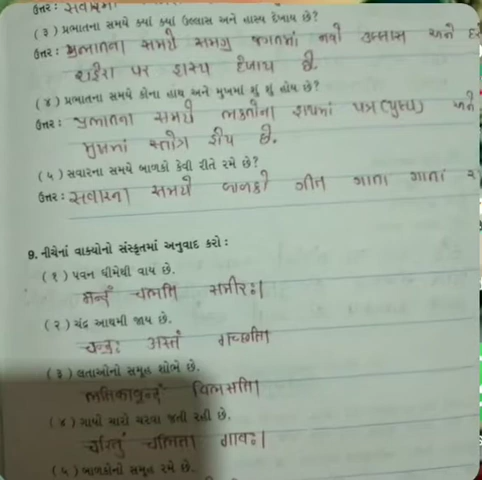 ઉત્તર: સવારમાં
(૩) પ્રભાતના સમયે ક્યાં ક્યાં ઉલ્લાસ અને હાસ્ય દેખાય છે?
ઉત્તર: પ્રભાતના સમયે સમગ્ર જગતમાં નવો ઉલ્લાસ અને
ચહેરા પર હાસ્ય દેખાય છે.
(૪) પ્રભાતના સમયે કોના હાથ અને મુખમાં શું શું હોય છે?
ઉત્તર: પ્રભાતના સમયે ભક્તોના હાથમાં પત્ર (પુષ્પ) અને
મુખમાં સ્તોત્ર હોય છે.
(૫) સવારના સમયે બાળકો કેવી રીતે રમે છે?
ઉત્તર: સવારના સમયે બાળકો ગીત ગાતા ગાતાં
9. નીચેનાં વાક્યોનો સંસ્કૃતમાં અનુવાદ કરો :
(૧) પવન ધીમેથી વાય છે.
मन्दं चलति समीरः।
(૨) ચંદ્ર આથમી જાય છે.
चन्द्रः अस्तं गच्छति।
(૩) લતાઓનો સમૂહ શોભે છે.
लतिकावृन्दं विलसति।
(૪) ગાયો ચારો ચરવા જતી રહી છે.
चरितुं चलिता गावः।
(૫) બાળકોનો સમૂહ રમે છે.